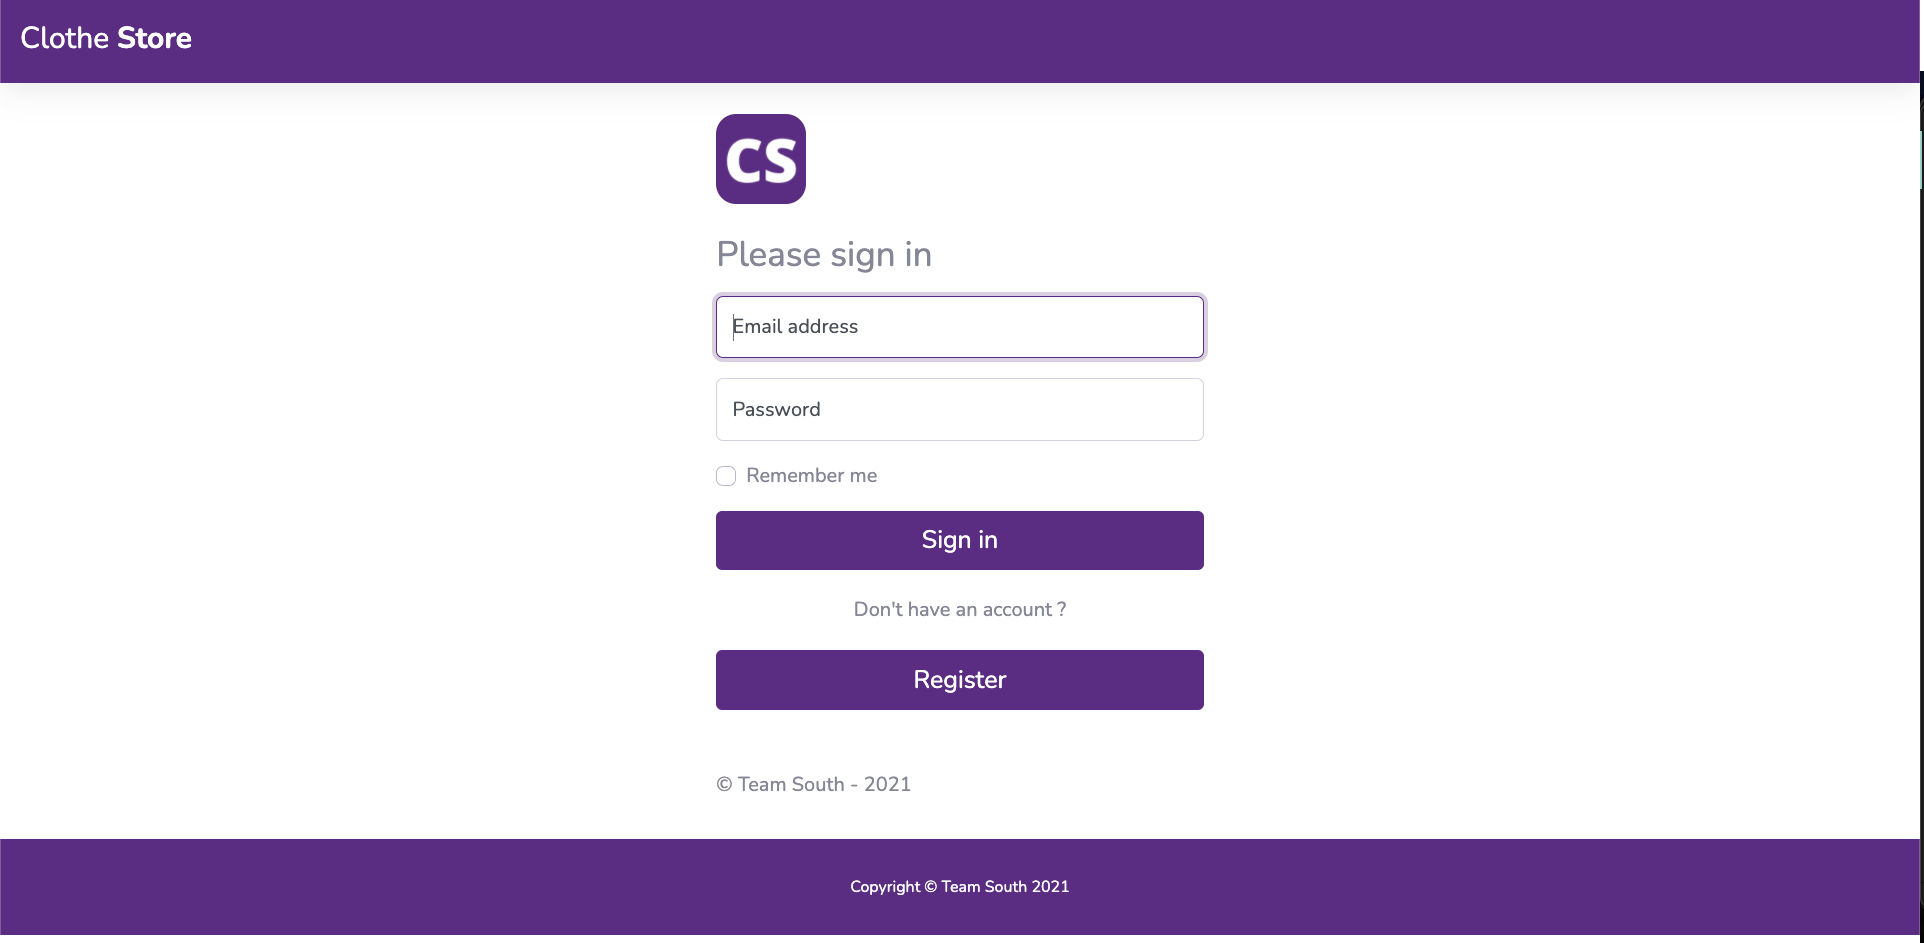 Clothe Store
CS
Please sign in
Email address
Password
Remember me
Sign in
Don't have an account ?
Register
© Team South - 2021
Copyright © Team South 2021